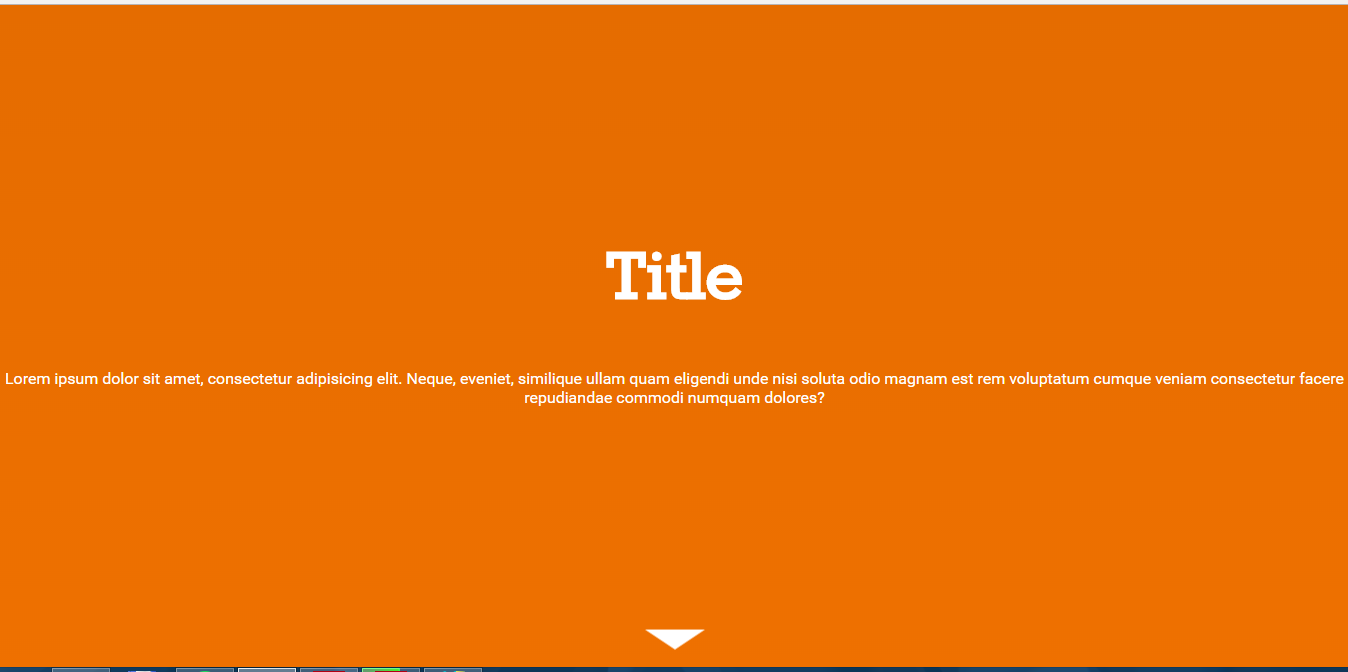 Title
Lorem ipsum dolor sit amet, consectetur adipisicing elit. Neque, eveniet, similique ullam quam eligendi unde nisi soluta odio magnam est rem voluptatum cumque veniam consectetur facere
repudiandae commodi numquam dolores?